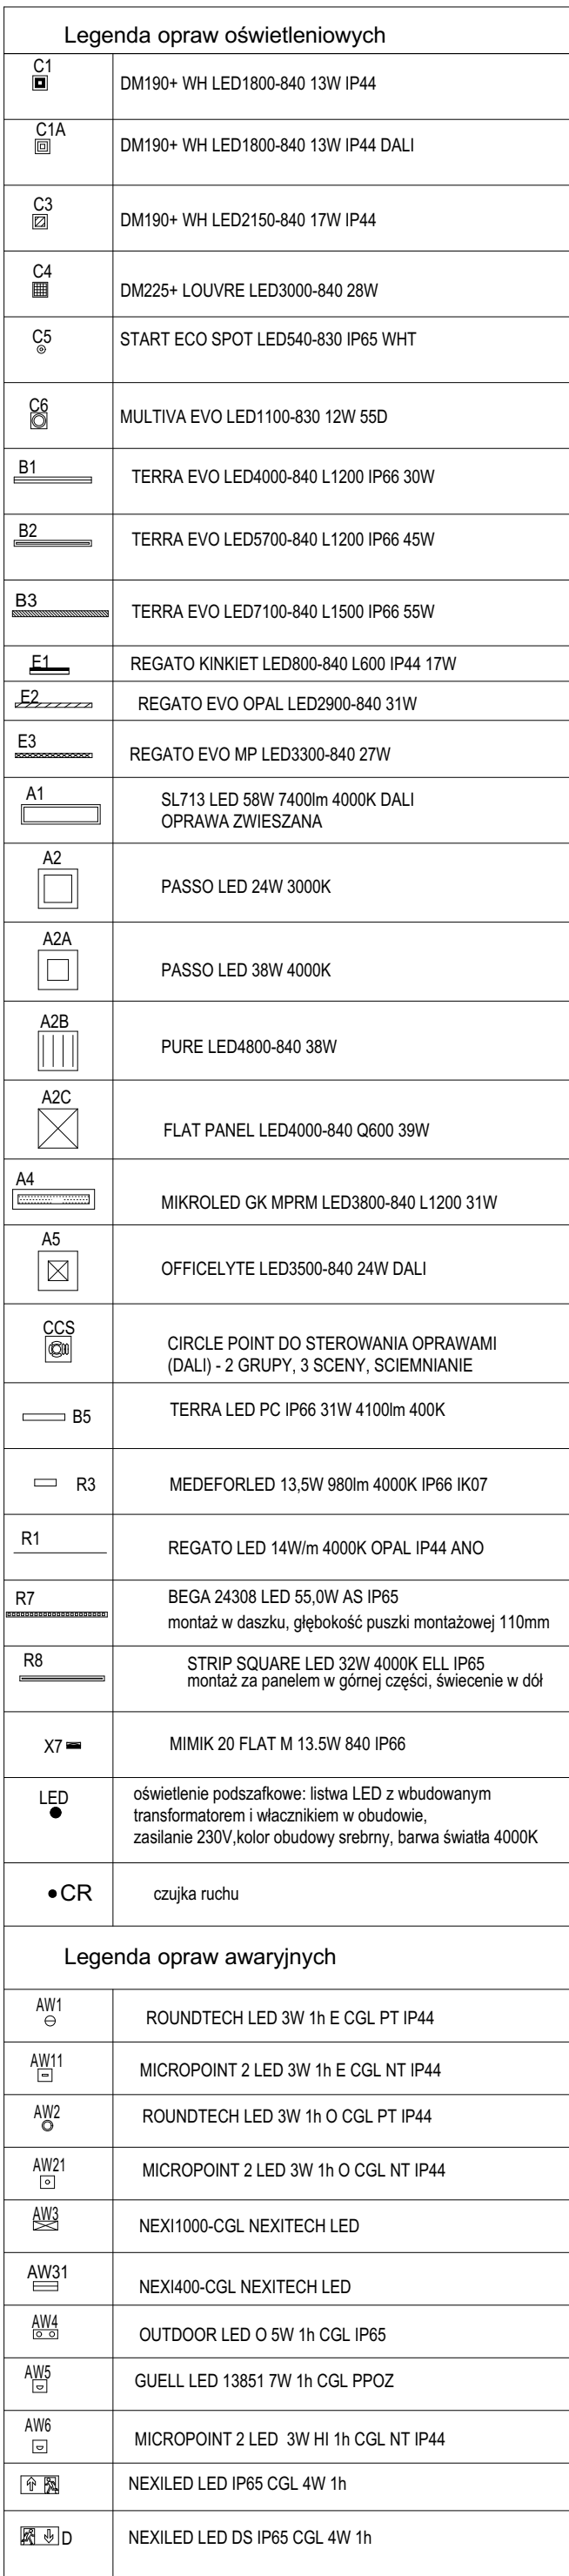 Legenda opraw oświetleniowych
C1
DM190+ WH LED1800-840 13W IP44
C1A
DM190+ WH LED1800-840 13W IP44 DALI
C3
DM190+ WH LED2150-840 17W IP44
C4
DM225+ LOUVRE LED3000-840 28W
C5
START ECO SPOT LED540-830 IP65 WHT
C6
MULTIVA EVO LED1100-830 12W 55D
B1
TERRA EVO LED4000-840 L1200 IP66 30W
B2
TERRA EVO LED5700-840 L1200 IP66 45W
B3
TERRA EVO LED7100-840 L1500 IP66 55W
E1
REGATO KINKIET LED800-840 L600 IP44 17W
E2
REGATO EVO OPAL LED2900-840 31W
E3
REGATO EVO MP LED3300-840 27W
A1
SL713 LED 58W 7400lm 4000K DALI
OPRAWA ZWIESZANA
A2
PASSO LED 24W 3000K
A2A
PASSO LED 38W 4000K
A2B
PURE LED4800-840 38W
A2C
FLAT PANEL LED4000-840 Q600 39W
A4
MIKROLED GK MPRM LED3800-840 L1200 31W
A5
OFFICELYTE LED3500-840 24W DALI
CCS
CIRCLE POINT DO STEROWANIA OPRAWAMI
(DALI) - 2 GRUPY, 3 SCENY, SCIEMNIANIE
B5
TERRA LED PC IP66 31W 4100lm 400K
R3
MEDEFORLED 13,5W 980lm 4000K IP66 IK07
R1
REGATO LED 14W/m 4000K OPAL IP44 ANO
R7
BEGA 24308 LED 55,0W AS IP65
montaż w daszku, głębokość puszki montażowej 110mm
R8
STRIP SQUARE LED 32W 4000K ELL IP65
montaż za panelem w górnej części, świecenie w dół
X7
MIMIK 20 FLAT M 13.5W 840 IP66
LED
oświetlenie podszafkowe: listwa LED z wbudowanym
transformatorem i włacznikiem w obudowie,
zasilanie 230V,kolor obudowy srebrny, barwa światła 4000K
CR
czujka ruchu
Legenda opraw awaryjnych
AW1
ROUNDTECH LED 3W 1h E CGL PT IP44
AW11
MICROPOINT 2 LED 3W 1h E CGL NT IP44
AW2
ROUNDTECH LED 3W 1h O CGL PT IP44
AW21
MICROPOINT 2 LED 3W 1h O CGL NT IP44
AW3
NEXI1000-CGL NEXITECH LED
AW31
NEXI400-CGL NEXITECH LED
AW4
OUTDOOR LED O 5W 1h CGL IP65
AW5
GUELL LED 13851 7W 1h CGL PPOZ
AW6
MICROPOINT 2 LED 3W HI 1h CGL NT IP44
NEXILED LED IP65 CGL 4W 1h
D
NEXILED LED DS IP65 CGL 4W 1h